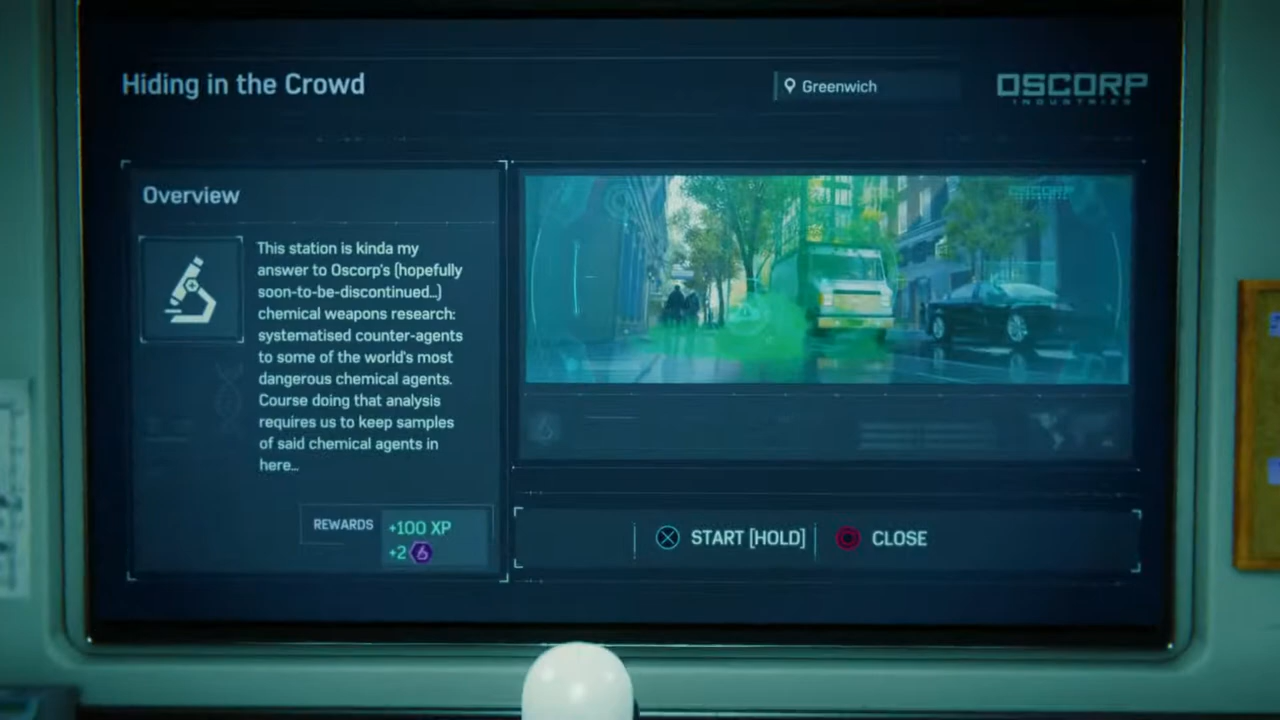 Hiding in the Crowd
Greenwich
OSCORP
INDUSTRIES
Overview
This station is kinda my
answer to Oscorp's (hopefully
soon-to-be-discontinued...)
chemical weapons research:
systematised counter-agents
to some of the world's most
dangerous chemical agents.
Course doing that analysis
requires us to keep samples
of said chemical agents in
here...
REWARDS
+100 XP
+2
OSCORP
START [HOLD]
CLOSE